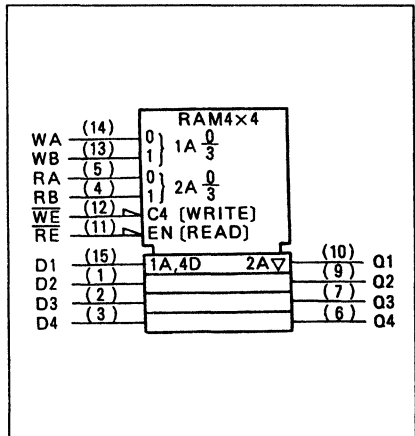 RAM4×4
WA (14) 0 } 1A 0/3
WB (13) 1
RA (5) 0 } 2A 0/3
RB (4) 1
W̅E̅ (12) C4 [WRITE]
R̅E̅ (11) EN [READ]
D1 (15) 1A,4D 2A▽ (10) Q1
D2 (1) (9) Q2
D3 (2) (7) Q3
D4 (3) (6) Q4